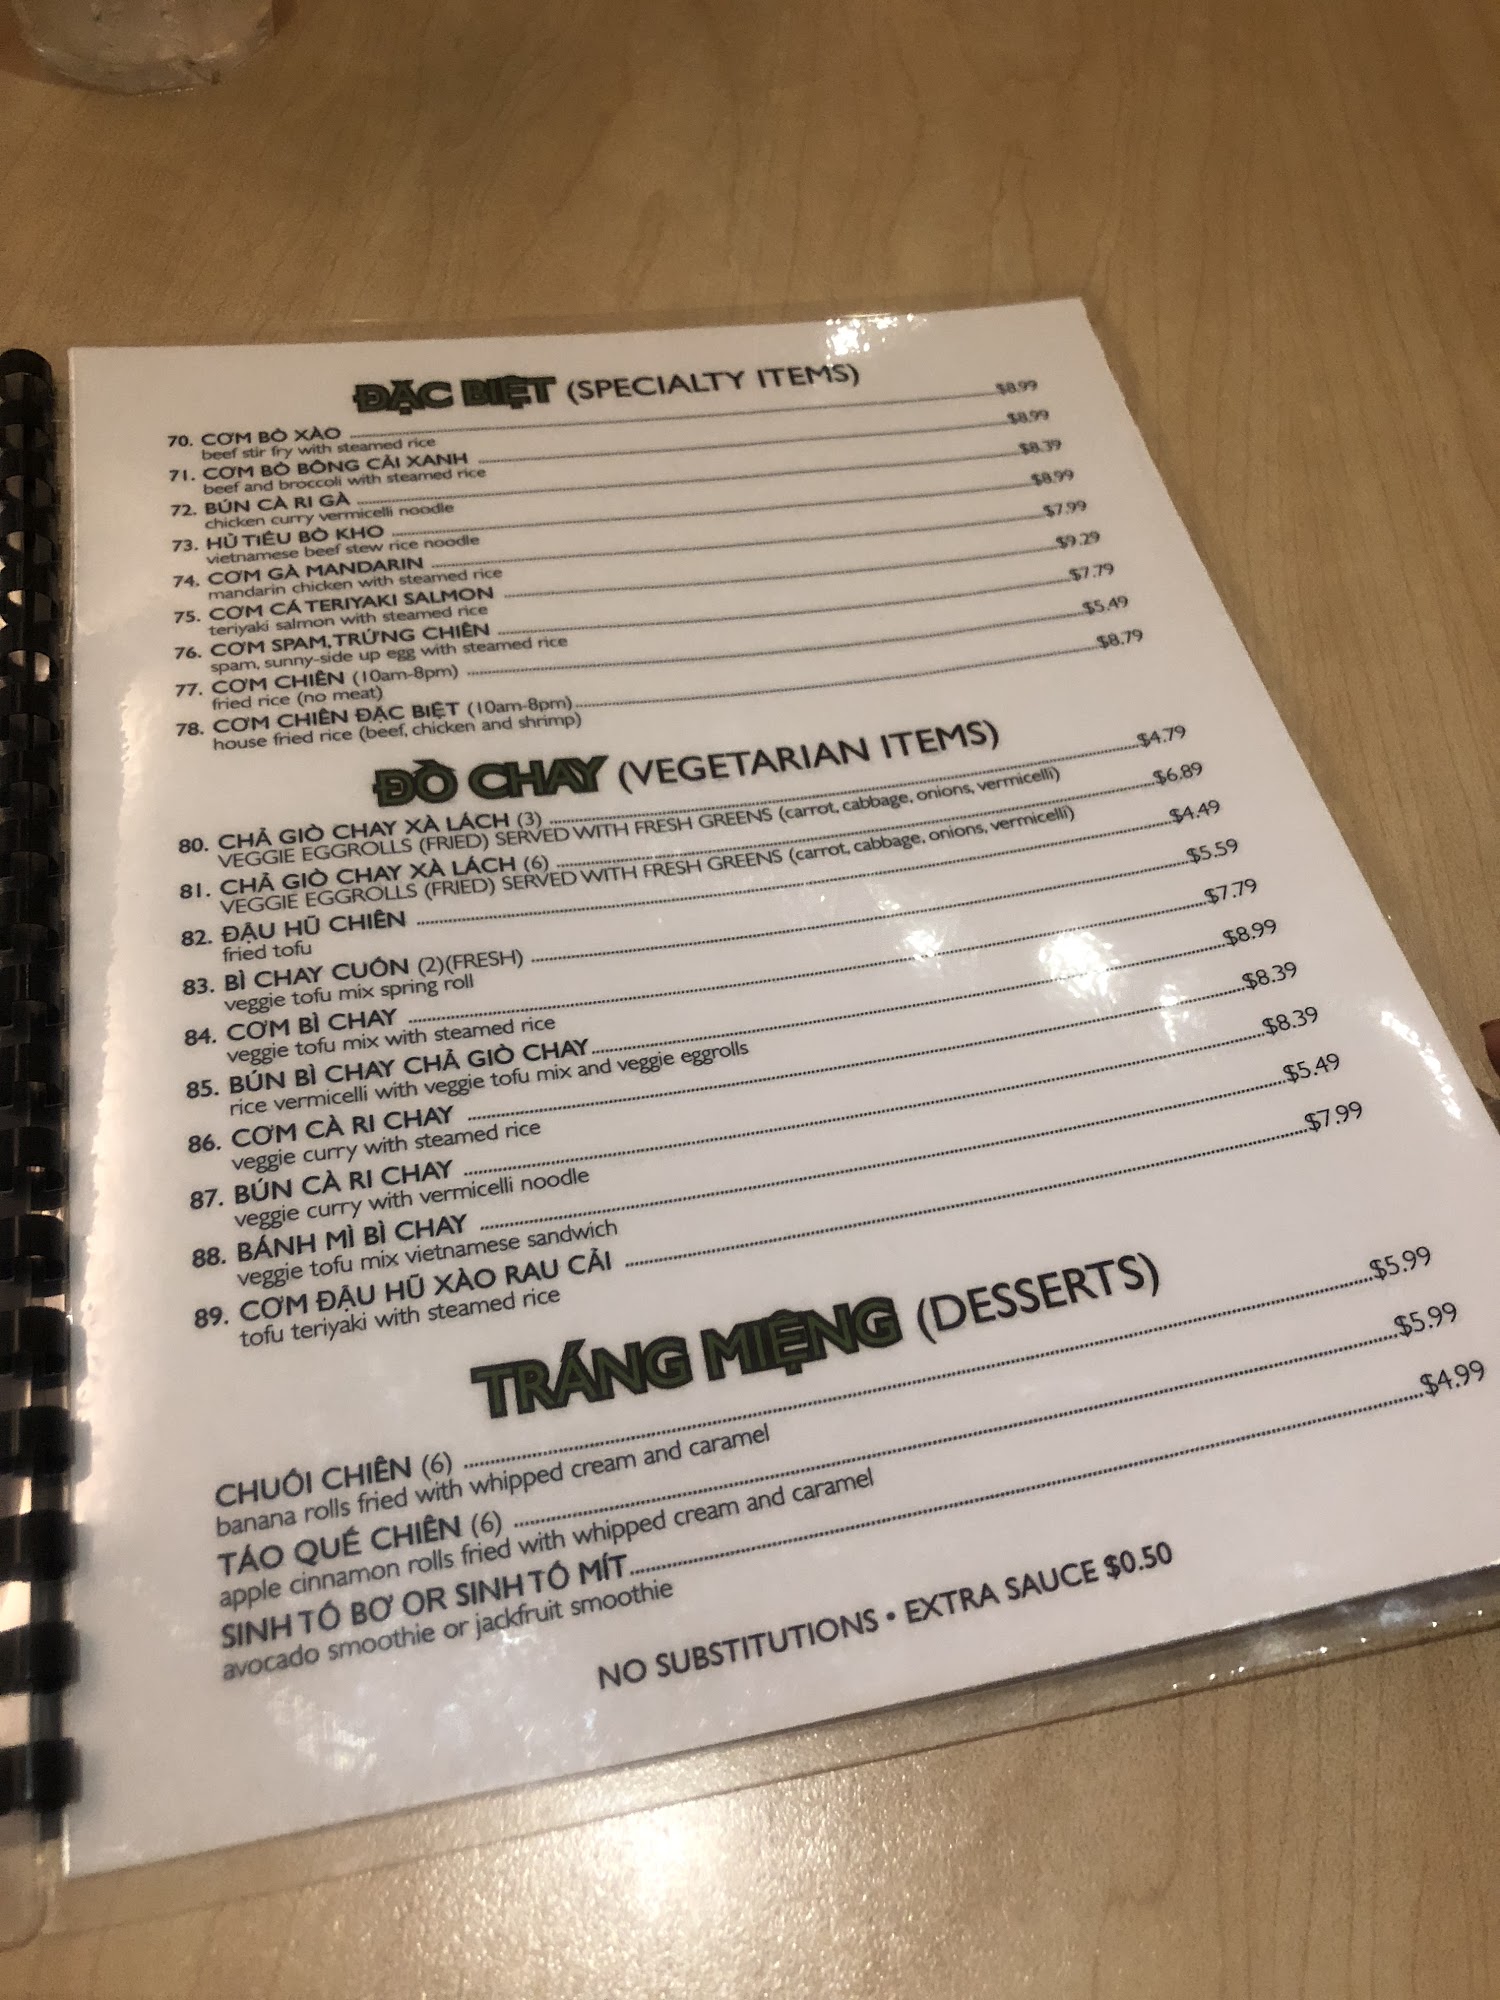 ĐẶC BIỆT (SPECIALTY ITEMS)
70. CƠM BÒ XÀO $8.99
beef stir fry with steamed rice
71. CƠM BÒ BÔNG CẢI XANH $8.99
beef and broccoli with steamed rice
72. BÚN CÀ RI GÀ $8.39
chicken curry vermicelli noodle
73. HỦ TIẾU BÒ KHO $8.99
vietnamese beef stew rice noodle
74. CƠM GÀ MANDARIN $7.99
mandarin chicken with steamed rice
75. CƠM CÁ TERIYAKI SALMON $9.29
teriyaki salmon with steamed rice
76. CƠM SPAM, TRỨNG CHIÊN $7.79
spam, sunny-side up egg with steamed rice
77. CƠM CHIÊN (10am-8pm) $5.49
fried rice (no meat)
78. CƠM CHIÊN ĐẶC BIỆT (10am-8pm) $8.79
house fried rice (beef, chicken and shrimp)
ĐỒ CHAY (VEGETARIAN ITEMS)
80. CHẢ GIÒ CHAY XÀ LÁCH (3) $4.79
VEGGIE EGGROLLS (FRIED) SERVED WITH FRESH GREENS (carrot, cabbage, onions, vermicelli)
81. CHẢ GIÒ CHAY XÀ LÁCH (6) $6.89
VEGGIE EGGROLLS (FRIED) SERVED WITH FRESH GREENS (carrot, cabbage, onions, vermicelli)
82. ĐẬU HŨ CHIÊN $4.49
fried tofu
83. BÌ CHAY CUỐN (2)(FRESH) $5.59
veggie tofu mix spring roll
84. CƠM BÌ CHAY $7.79
veggie tofu mix with steamed rice
85. BÚN BÌ CHAY CHẢ GIÒ CHAY $8.99
rice vermicelli with veggie tofu mix and veggie eggrolls
86. CƠM CÀ RI CHAY $8.39
veggie curry with steamed rice
87. BÚN CÀ RI CHAY $8.39
veggie curry with vermicelli noodle
88. BÁNH MÌ BÌ CHAY $5.49
veggie tofu mix vietnamese sandwich
89. CƠM ĐẬU HŨ XÀO RAU CẢI $7.99
tofu teriyaki with steamed rice
TRÁNG MIỆNG (DESSERTS)
CHUỐI CHIÊN (6) $5.99
banana rolls fried with whipped cream and caramel
TÁO QUẾ CHIÊN (6) $5.99
apple cinnamon rolls fried with whipped cream and caramel
SINH TỐ BƠ OR SINH TỐ MÍT $4.99
avocado smoothie or jackfruit smoothie
NO SUBSTITUTIONS • EXTRA SAUCE $0.50